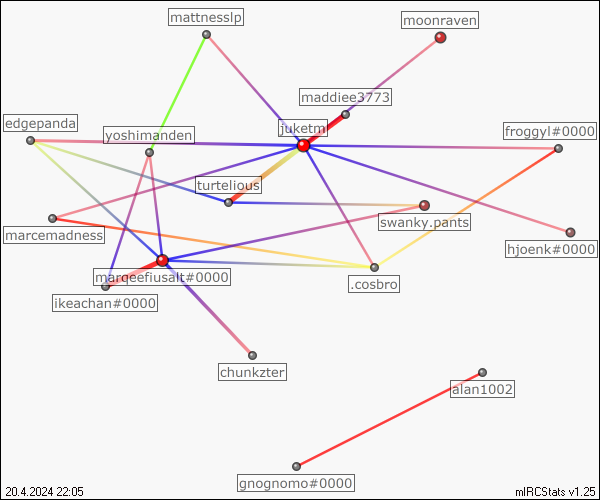 mattnesslp
moonraven
maddiee3773
edgepanda
yoshimanden
juketm
froggyl#0000
turtelious
swanky.pants
marcemadness
hjoenk#0000
marqeefiusalt#0000
.cosbro
ikeachan#0000
chunkzter
alan1002
gnognomo#0000
20.4.2024 22:05
mIRCStats v1.25